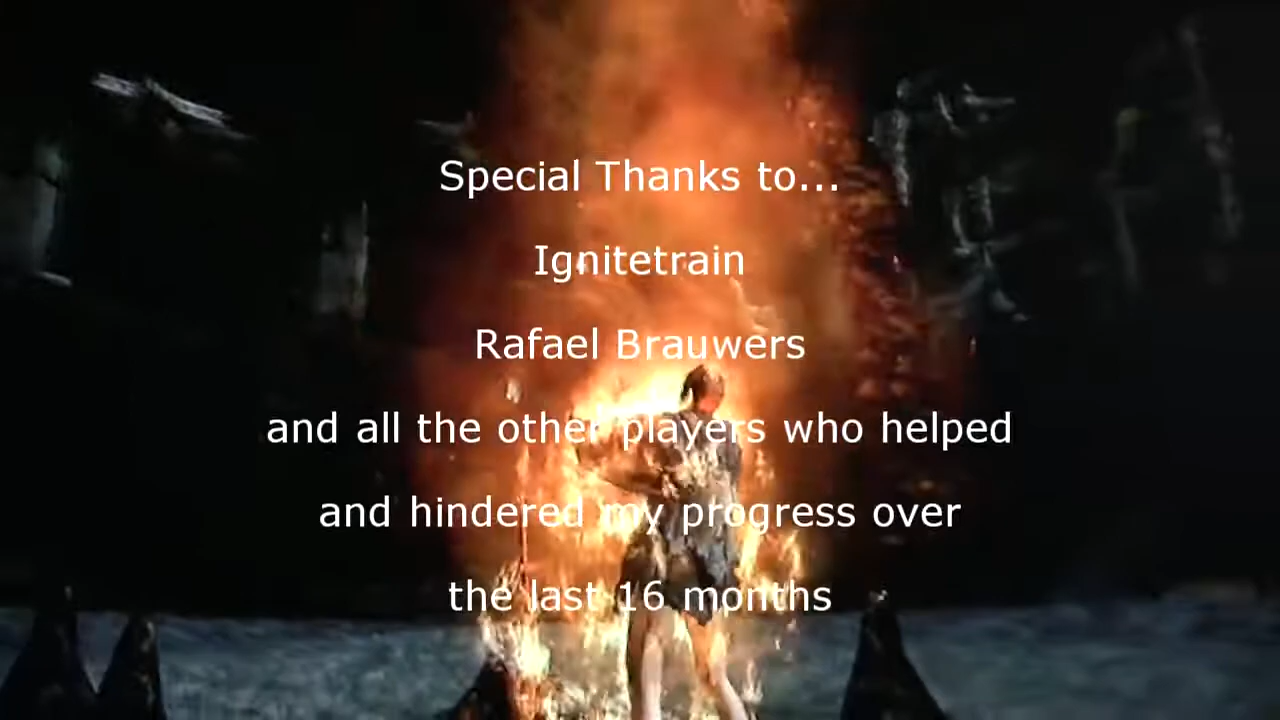 Special Thanks to...
Ignitetrain
Rafael Brauwers
and all the other players who helped
and hindered my progress over
the last 16 months